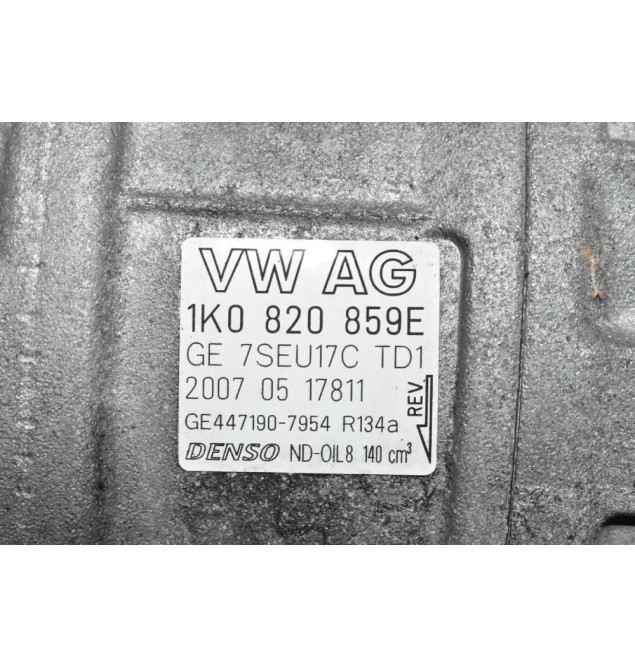 VW AG
1K0 820 859E
GE 7SEU17C TD1
2007 05 17811
GE447190-7954 R134a
DENSO ND-OIL8 140 cm³
REV